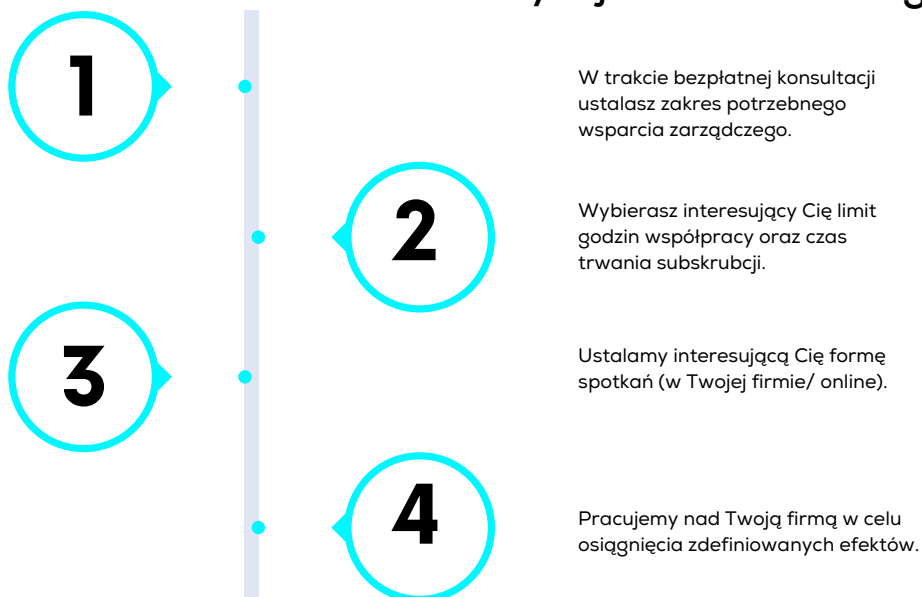 1
W trakcie bezpłatnej konsultacji
ustalasz zakres potrzebnego
wsparcia zarządczego.
2
Wybierasz interesujący Cię limit
godzin współpracy oraz czas
trwania subskrubcji.
3
Ustalamy interesującą Cię formę
spotkań (w Twojej firmie/ online).
4
Pracujemy nad Twoją firmą w celu
osiągnięcia zdefiniowanych efektów.